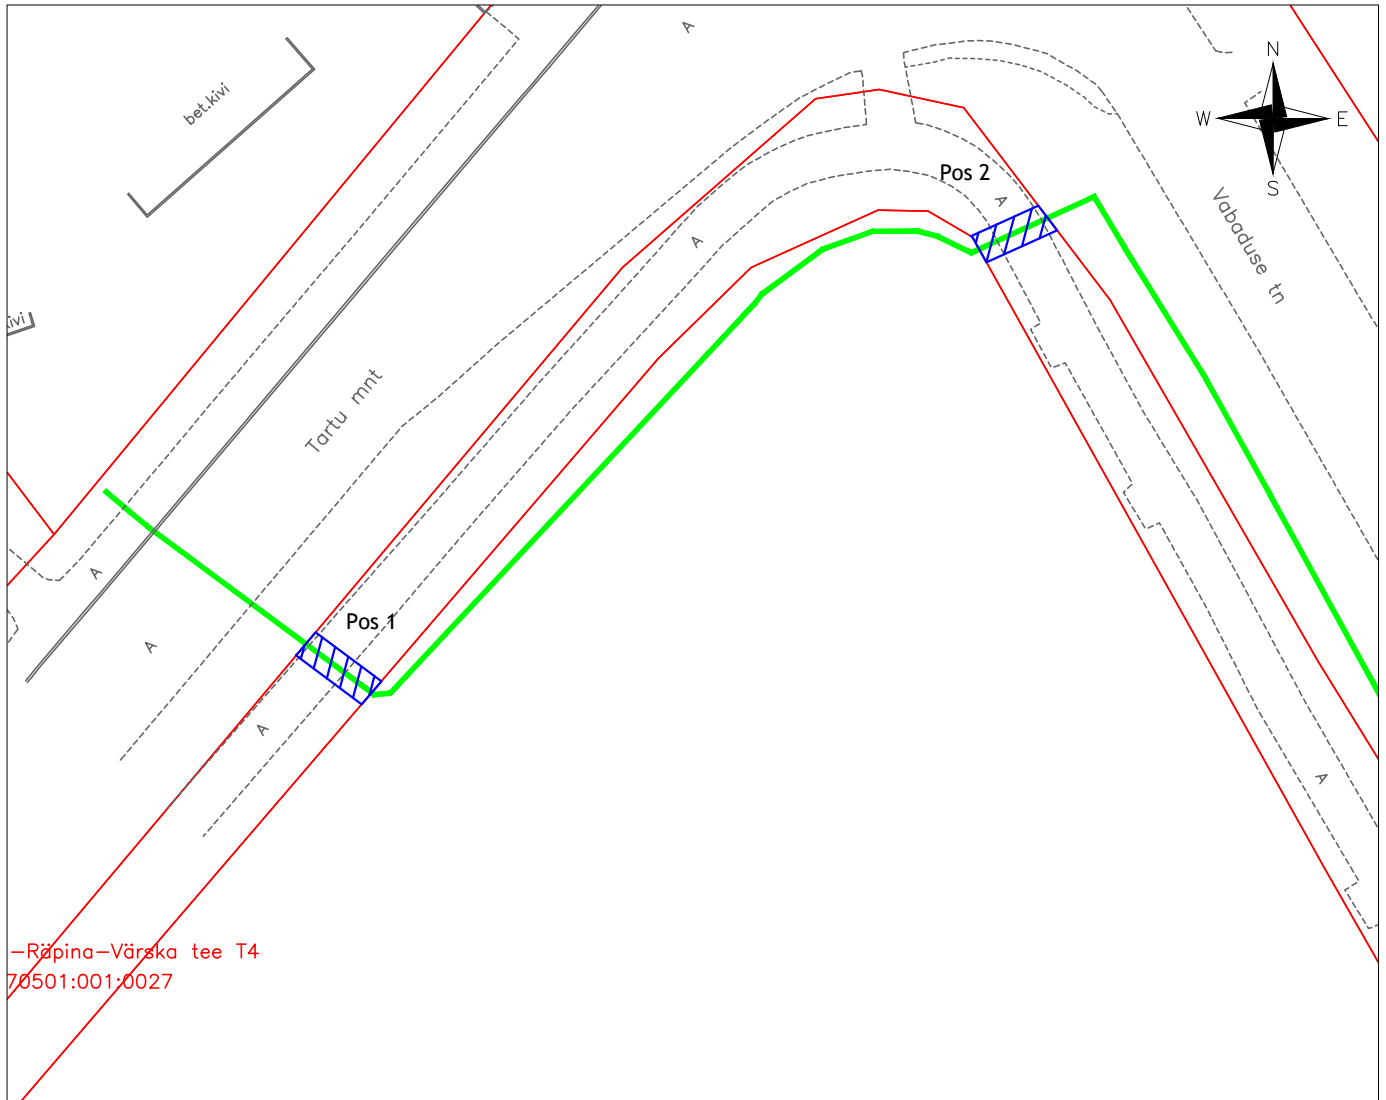 A
bet.kivi
N
W
E
S
Pos 2
A
Vabaduse tn
A
kivi
Tartu mnt
A
Pos 1
A
A
A
-Räpina-Värska tee T4
70501:001:0027